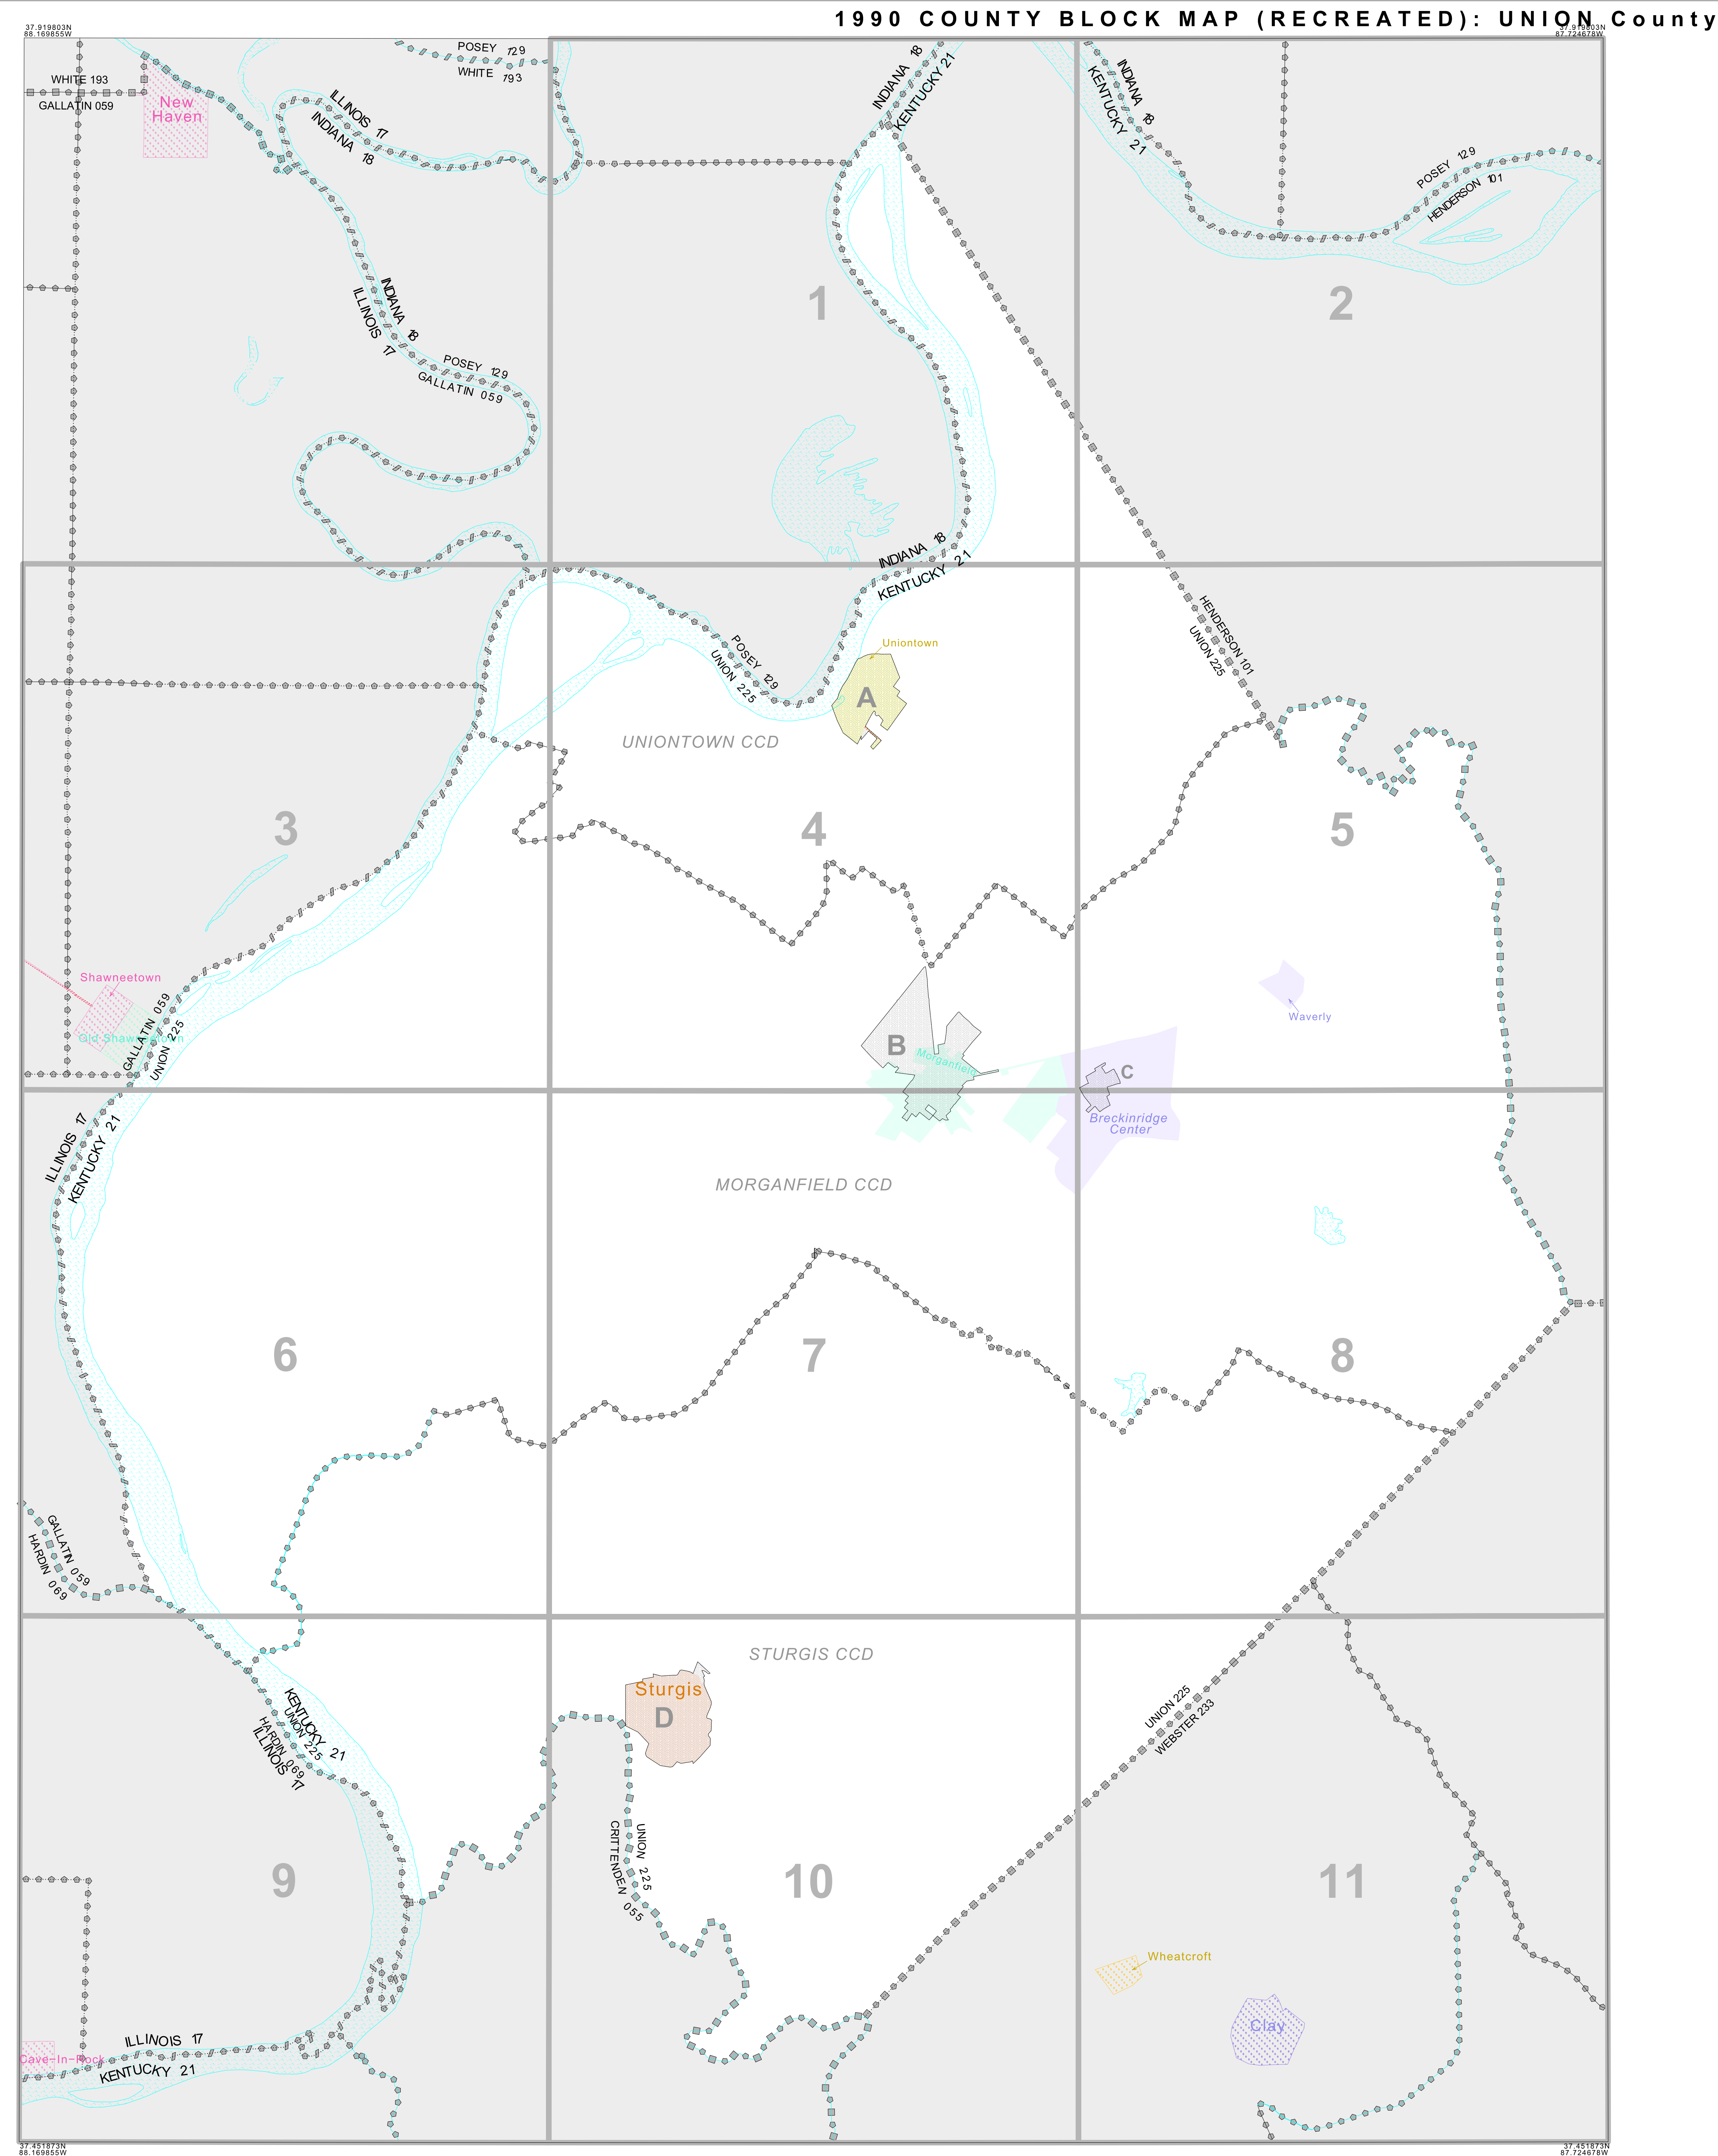 1990 COUNTY BLOCK MAP (RECREATED): UNION County
37.919803N
88.169855W
37.919803N
87.724678W
POSEY 129
WHITE 193
WHITE 193
GALLATIN 059
New
Haven
ILLINOIS 17
INDIANA 18
INDIANA 18
KENTUCKY 21
INDIANA 18
KENTUCKY 21
POSEY 129
HENDERSON 101
INDIANA 18
ILLINOIS 17
1
2
POSEY 129
GALLATIN 059
INDIANA 18
KENTUCKY 21
HENDERSON 101
UNION 225
Uniontown
POSEY 129
UNION 225
A
UNIONTOWN CCD
3
4
5
Shawneetown
Old Shawneetown
GALLATIN 059
UNION 225
Waverly
B
Morganfield
C
Breckinridge
Center
ILLINOIS 17
KENTUCKY 21
MORGANFIELD CCD
6
7
8
GALLATIN 059
HARDIN 069
STURGIS CCD
Sturgis
D
KENTUCKY 21
UNION 225
HARDIN 069
ILLINOIS 17
UNION 225
WEBSTER 233
UNION 225
CRITTENDEN 055
9
10
11
Wheatcroft
Clay
ILLINOIS 17
Cave-In-Rock
KENTUCKY 21
37.451873N
88.169855W
37.451873N
87.724678W